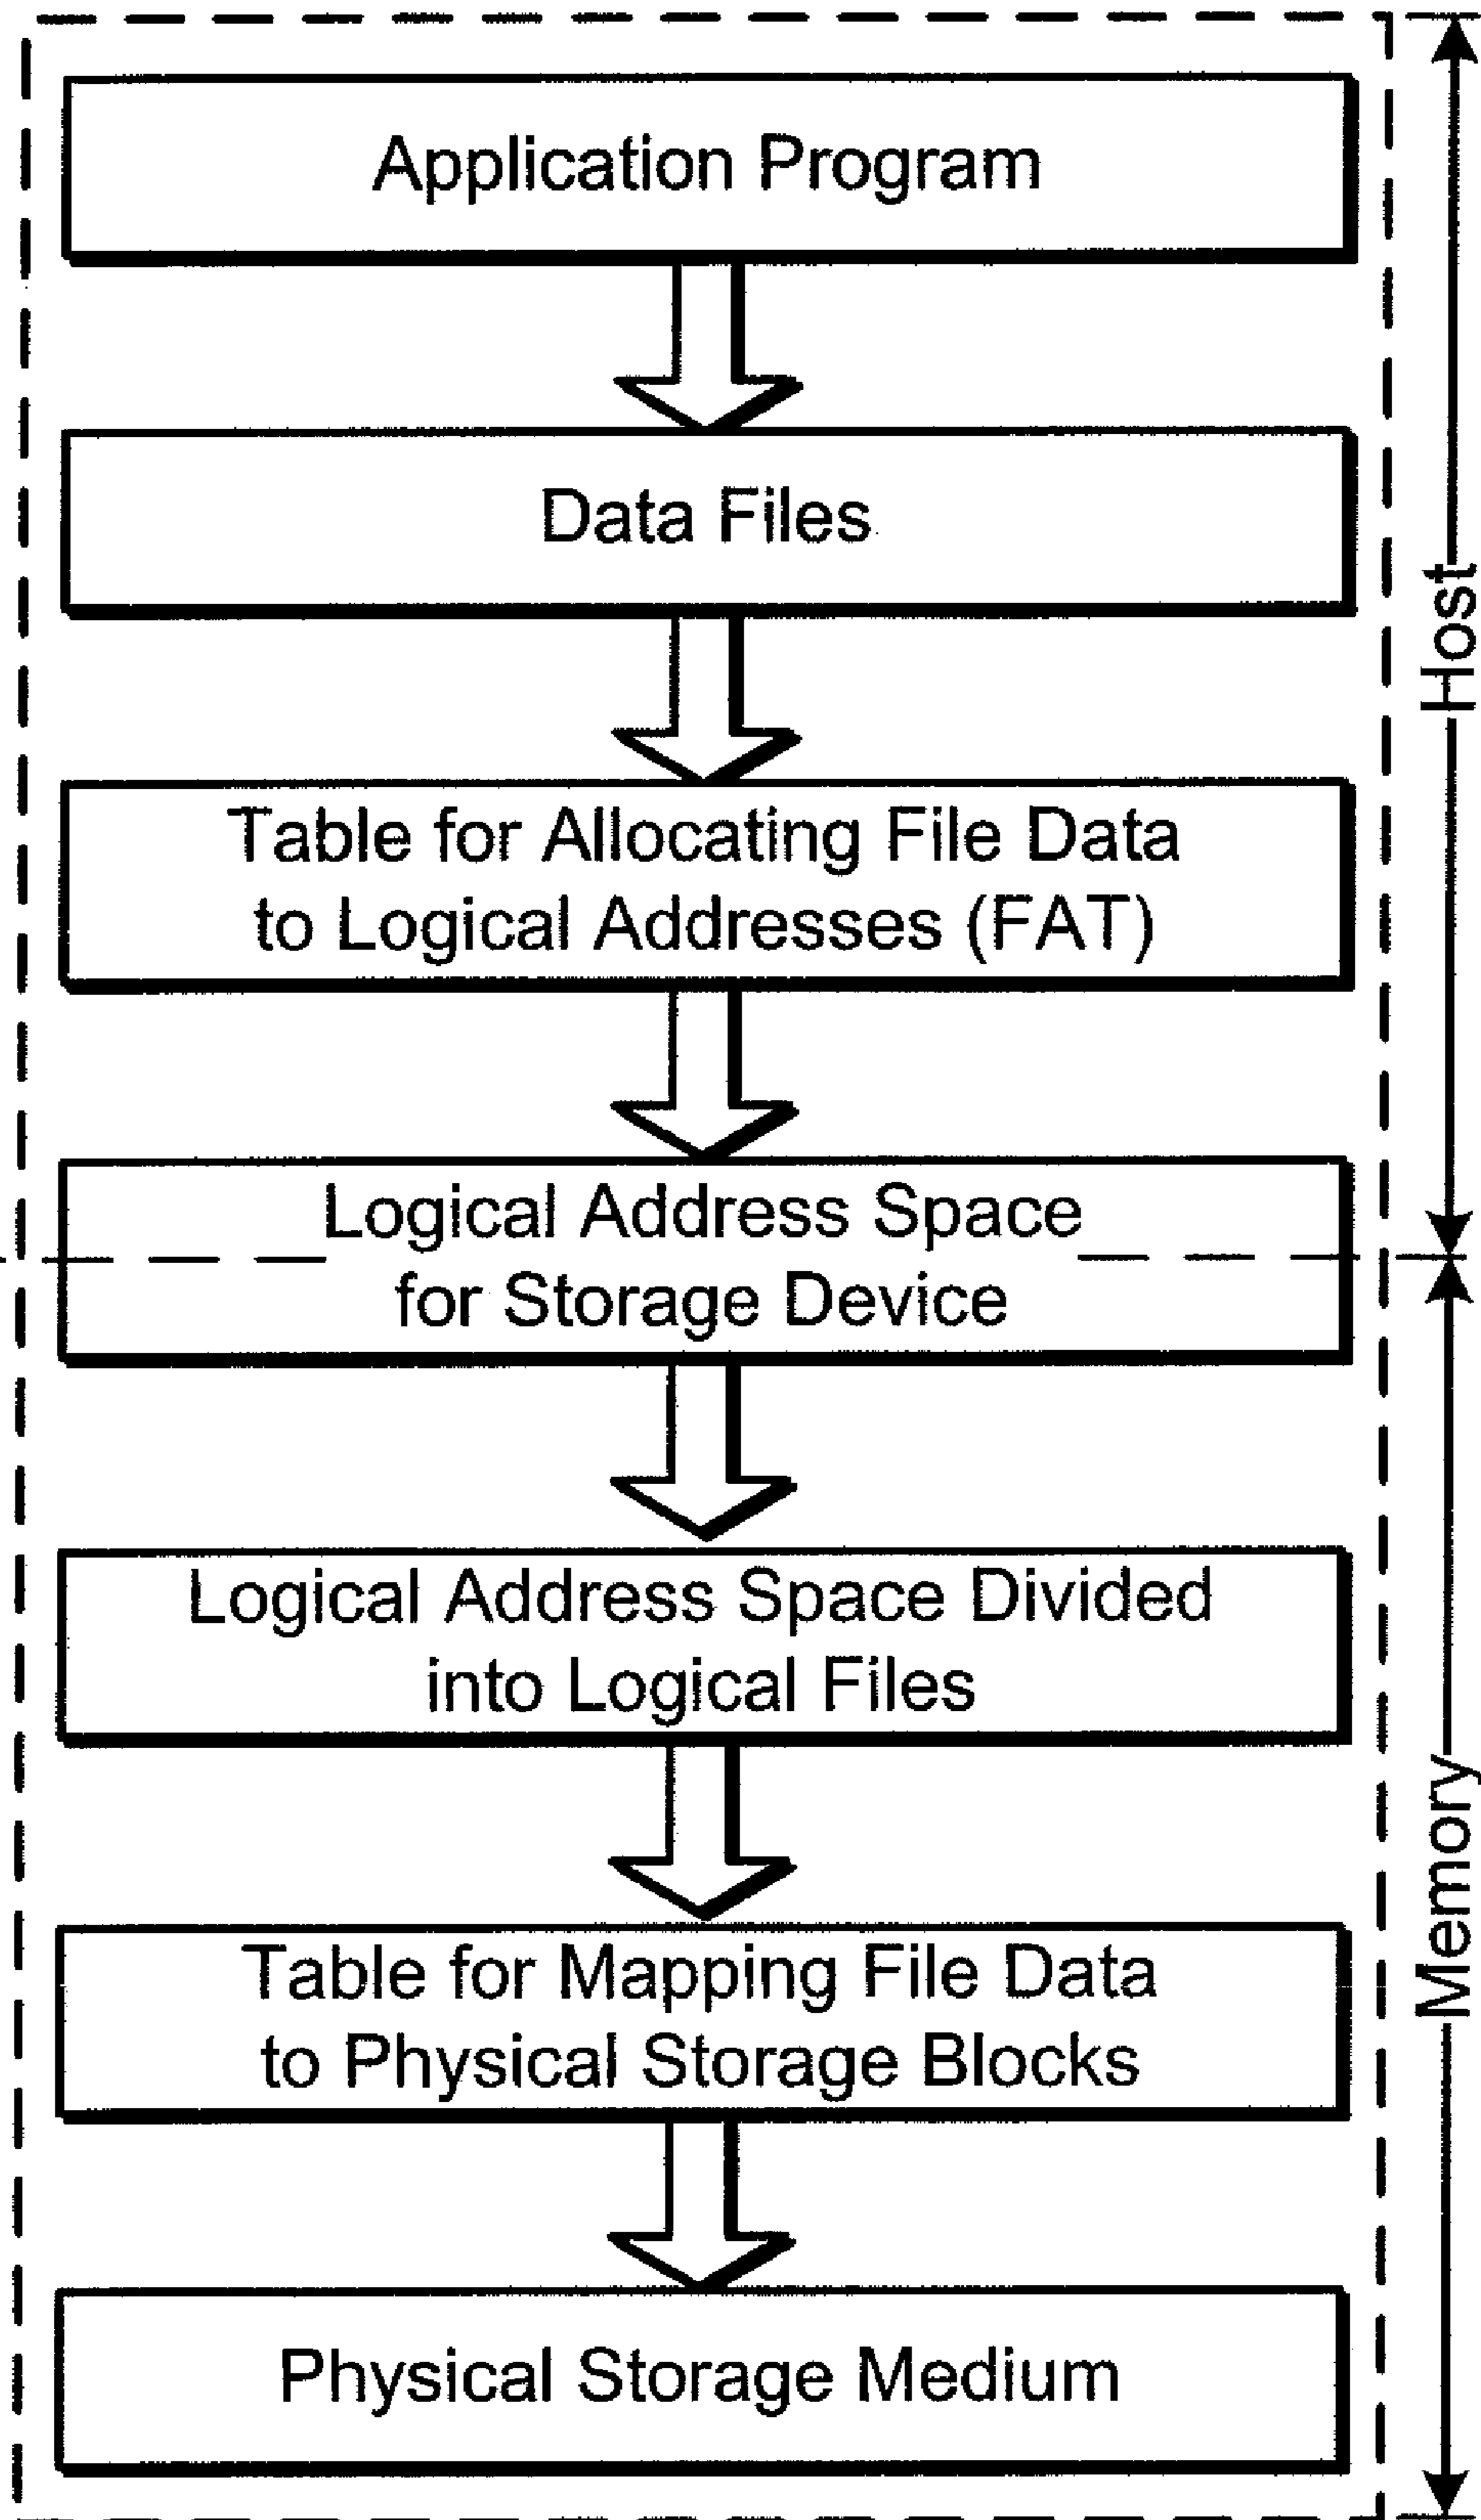 Application Program
Data Files
Table for Allocating File Data
to Logical Addresses (FAT)
Logical Address Space
for Storage Device
Logical Address Space Divided
into Logical Files
Table for Mapping File Data
to Physical Storage Blocks
Physical Storage Medium
Host
Memory